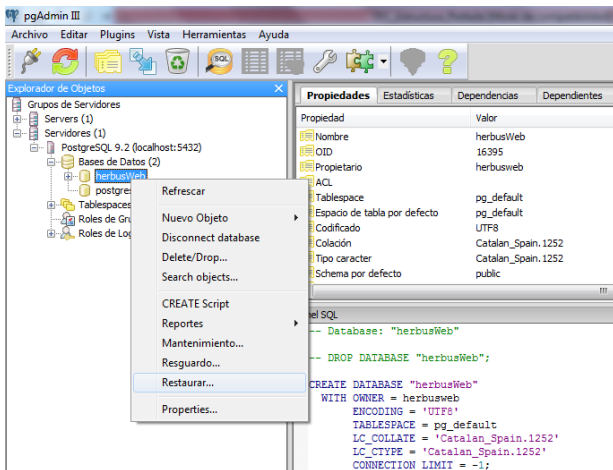 pgAdmin III
Archivo Editar Plugins Vista Herramientas Ayuda
SQL
Explorador de Objetos
Grupos de Servidores
Servers (1)
Servidores (1)
PostgreSQL 9.2 (localhost:5432)
Bases de Datos (2)
herbusWeb
postgres
Tablespaces
Roles de Gru
Roles de Log
Refrescar
Nuevo Objeto
Disconnect database
Delete/Drop...
Search objects...
CREATE Script
Reportes
Mantenimiento...
Resguardo...
Restaurar...
Properties...
Propiedades Estadísticas Dependencias Dependientes
Propiedad Valor
Nombre herbusWeb
OID 16395
Propietario herbusweb
ACL
Tablespace pg_default
Espacio de tabla por defecto pg_default
Codificado UTF8
Colación Catalan_Spain.1252
Tipo caracter Catalan_Spain.1252
Schema por defecto public
nel SQL
-- Database: "herbusWeb"
-- DROP DATABASE "herbusWeb";
CREATE DATABASE "herbusWeb"
WITH OWNER = herbusweb
ENCODING = 'UTF8'
TABLESPACE = pg_default
LC_COLLATE = 'Catalan_Spain.1252'
LC_CTYPE = 'Catalan_Spain.1252'
CONNECTION LIMIT = -1;